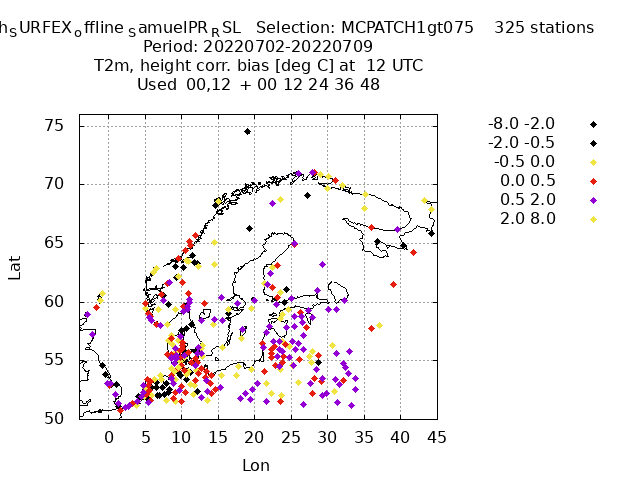 hSURFEXoffline SamuelPRRSL Selection: MCPATCH1gt075 325 stations
Period: 20220702-20220709
T2m, height corr. bias [deg C] at 12 UTC
Used 00,12 + 00 12 24 36 48
-8.0 -2.0
-2.0 -0.5
-0.5 0.0
0.0 0.5
0.5 2.0
2.0 8.0
75
70
65
60
55
50
Lat
0 5 10 15 20 25 30 35 40 45
Lon